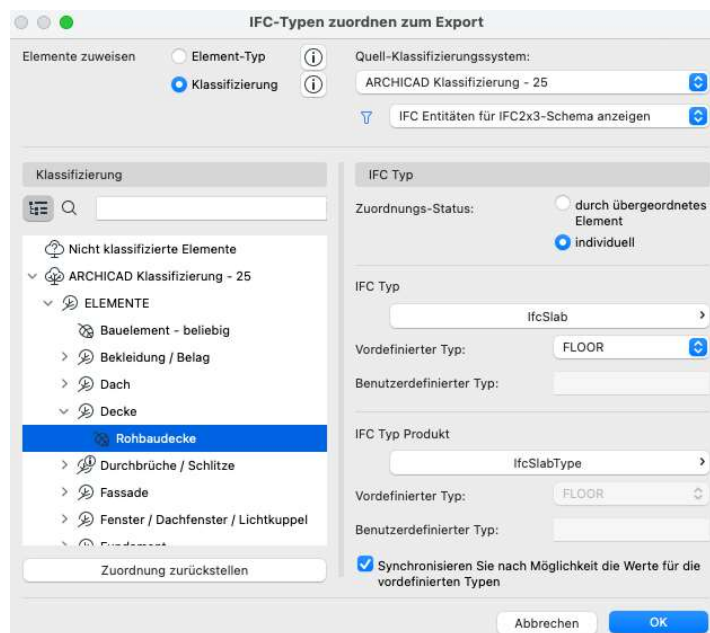 IFC-Typen zuordnen zum Export
Elemente zuweisen
Element-Typ
Klassifizierung
Quell-Klassifizierungssystem:
ARCHICAD Klassifizierung - 25
IFC Entitäten für IFC2x3-Schema anzeigen
Klassifizierung
Nicht klassifizierte Elemente
ARCHICAD Klassifizierung - 25
ELEMENTE
Bauelement - beliebig
Bekleidung / Belag
Dach
Decke
Rohbaudecke
Durchbrüche / Schlitze
Fassade
Fenster / Dachfenster / Lichtkuppel
Zuordnung zurückstellen
IFC Typ
Zuordnungs-Status:
durch übergeordnetes
Element
individuell
IFC Typ
IfcSlab
Vordefinierter Typ:
FLOOR
Benutzerdefinierter Typ:
IFC Typ Produkt
IfcSlabType
Vordefinierter Typ:
FLOOR
Benutzerdefinierter Typ:
Synchronisieren Sie nach Möglichkeit die Werte für die
vordefinierten Typen
Abbrechen
OK